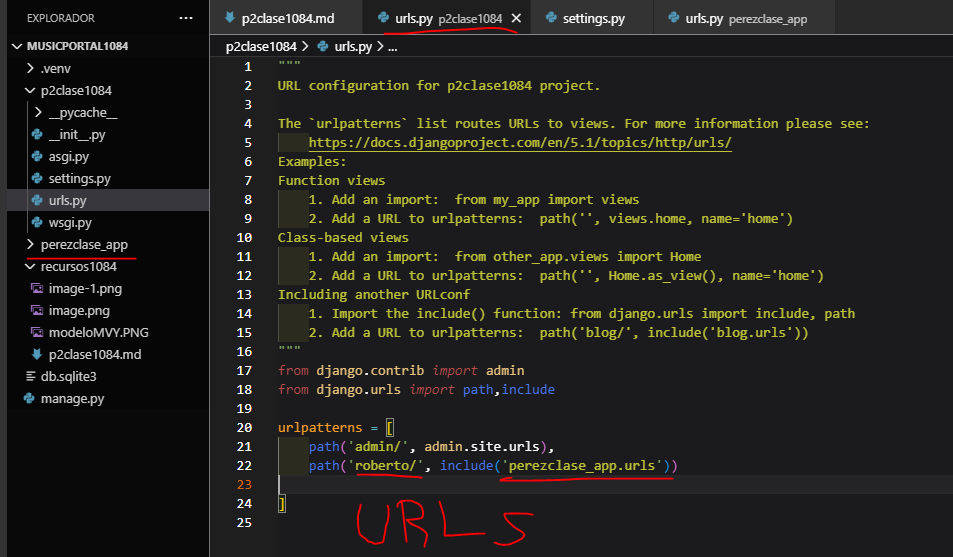 EXPLORADOR ...
MUSICPORTAL1084
.venv
p2clase1084
__pycache__
__init__.py
asgi.py
settings.py
urls.py
wsgi.py
perezclase_app
recursos1084
image-1.png
image.png
modeloMVY.PNG
p2clase1084.md
db.sqlite3
manage.py
p2clase1084.md urls.py p2clase1084 settings.py urls.py perezclase_app
p2clase1084 > urls.py > ...
1 """
2 URL configuration for p2clase1084 project.
3
4 The `urlpatterns` list routes URLs to views. For more information please see:
5     https://docs.djangoproject.com/en/5.1/topics/http/urls/
6 Examples:
7 Function views
8     1. Add an import:  from my_app import views
9     2. Add a URL to urlpatterns:  path('', views.home, name='home')
10 Class-based views
11     1. Add an import:  from other_app.views import Home
12     2. Add a URL to urlpatterns:  path('', Home.as_view(), name='home')
13 Including another URLconf
14     1. Import the include() function: from django.urls import include, path
15     2. Add a URL to urlpatterns:  path('blog/', include('blog.urls'))
16 """
17 from django.contrib import admin
18 from django.urls import path,include
19
20 urlpatterns = [
21     path('admin/', admin.site.urls),
22     path('roberto/', include('perezclase_app.urls'))
23
24 ]
25
URLs